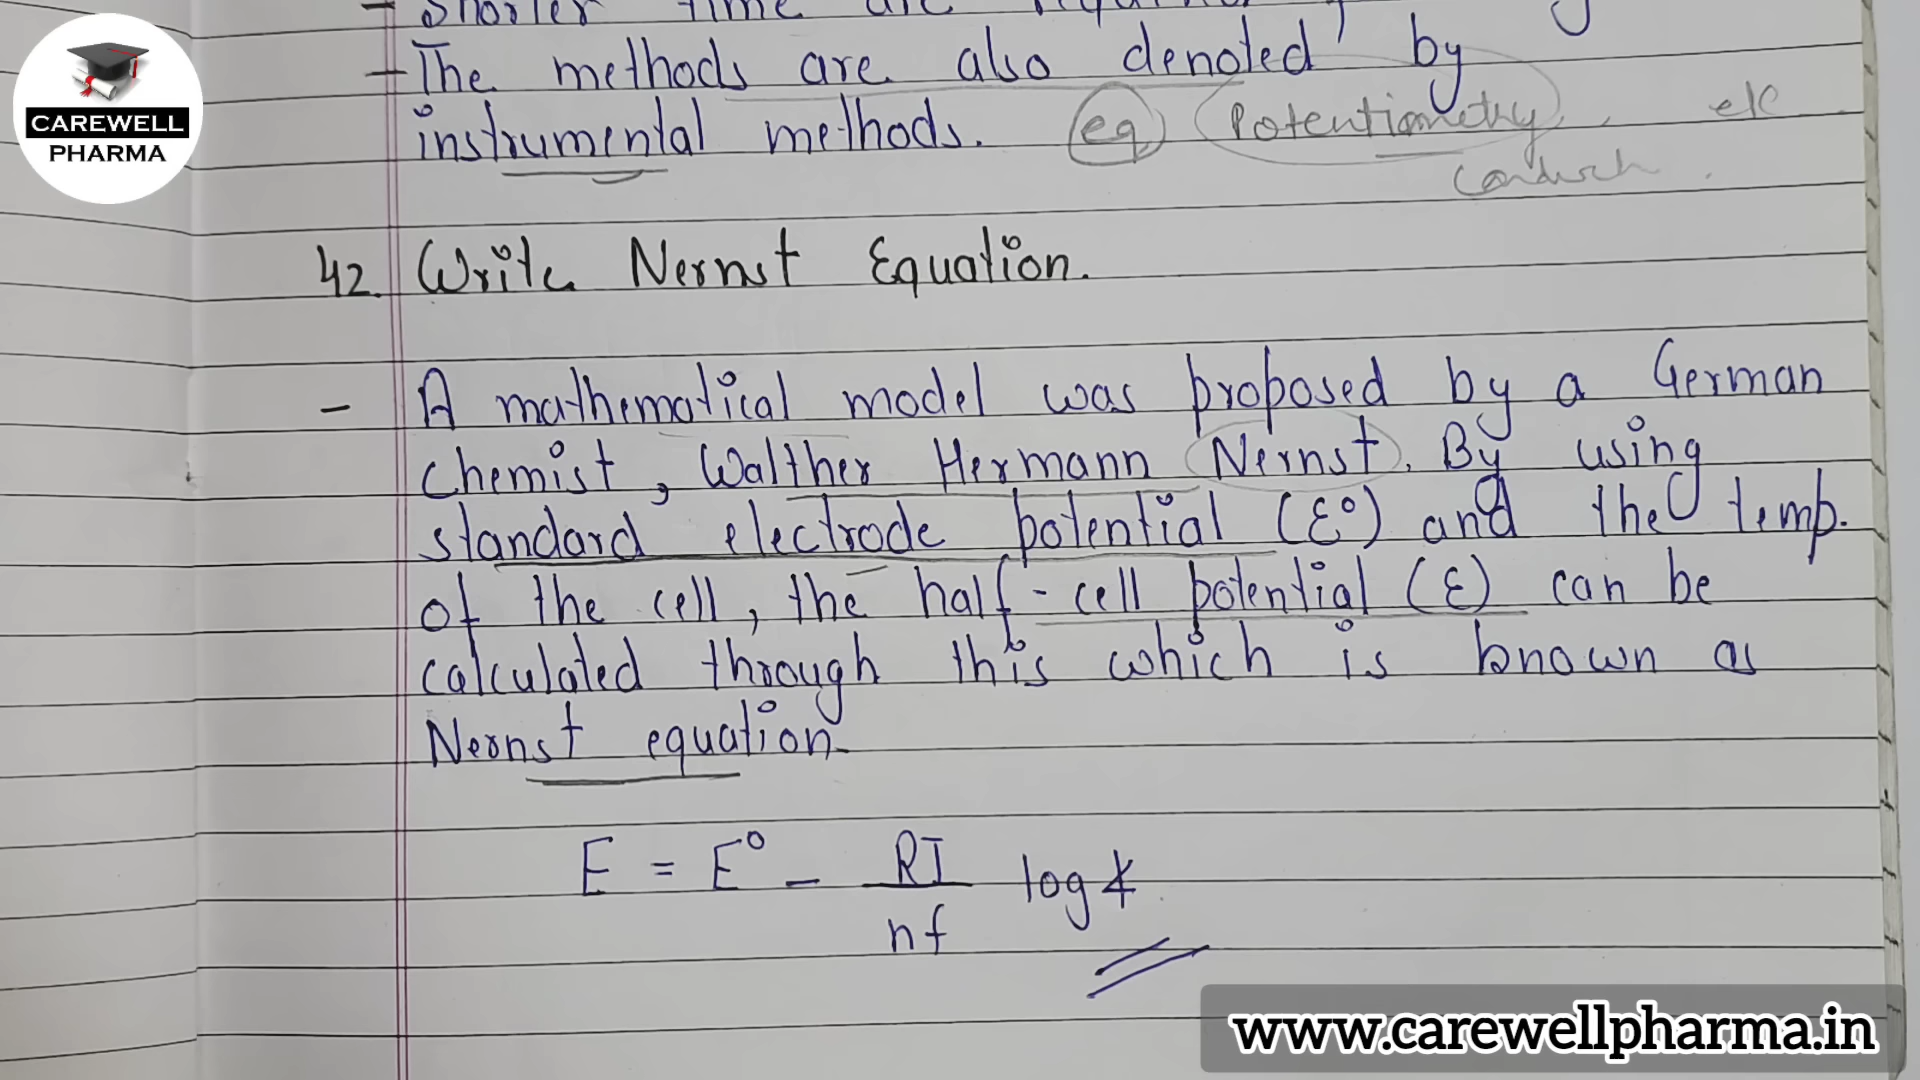 - Shorter time are
- The methods are also denoted by
instrumental methods. eg Potentiometry, etc
42. Write Nernst Equation.
- A mathematical model was proposed by a German
chemist, Walther Hermann Nernst. By using
standard electrode potential (E°) and the temp.
of the cell, the half-cell potential (E) can be
calculated through this which is known as
Nernst equation.
E = E° - RT/nf log K
CAREWELL
PHARMA
www.carewellpharma.in